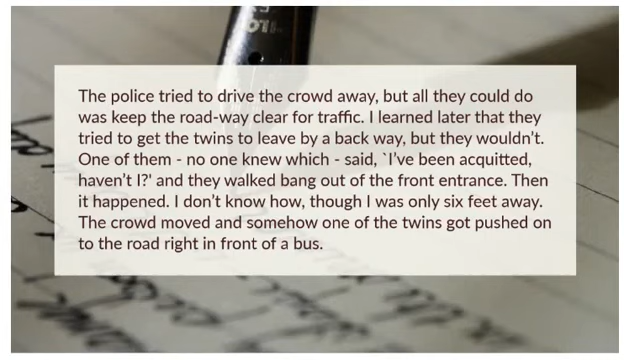 The police tried to drive the crowd away, but all they could do
was keep the road-way clear for traffic. I learned later that they
tried to get the twins to leave by a back way, but they wouldn't.
One of them - no one knew which - said, `I've been acquitted,
haven't I?' and they walked bang out of the front entrance. Then
it happened. I don't know how, though I was only six feet away.
The crowd moved and somehow one of the twins got pushed on
to the road right in front of a bus.